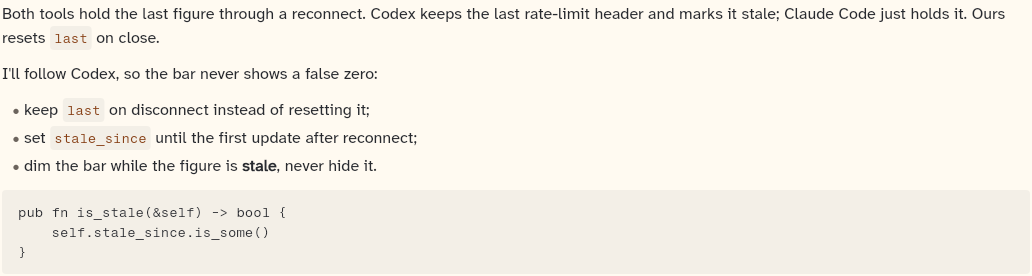 Both tools hold the last figure through a reconnect. Codex keeps the last rate-limit header and marks it stale; Claude Code just holds it. Ours
resets last on close.
I'll follow Codex, so the bar never shows a false zero:
• keep last on disconnect instead of resetting it;
• set stale_since until the first update after reconnect;
• dim the bar while the figure is stale, never hide it.
pub fn is_stale(&self) -> bool {
    self.stale_since.is_some()
}